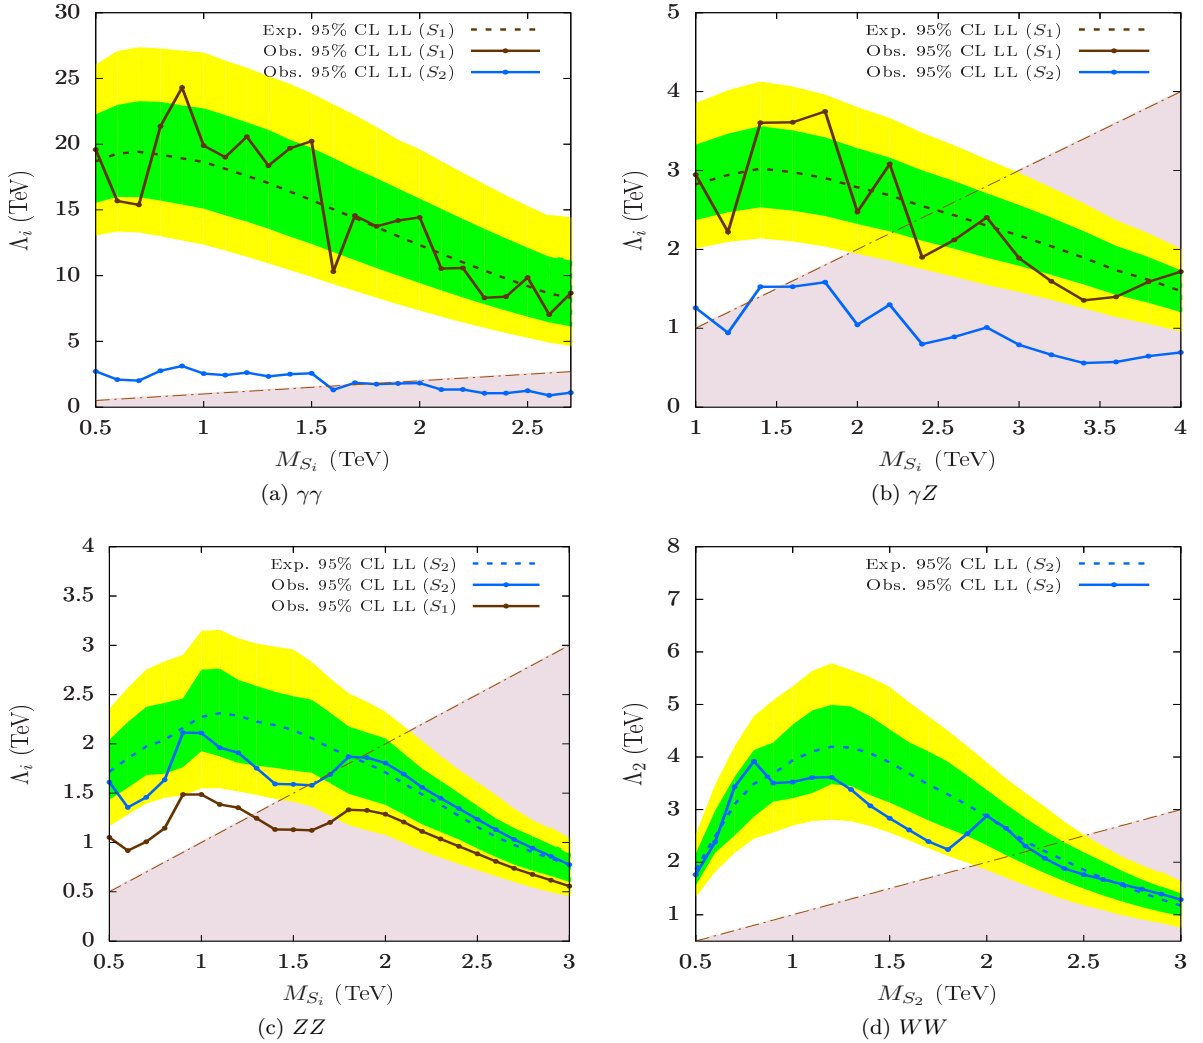 30
25
20
15
10
5
0
0.5 1 1.5 2 2.5
Λi (TeV)
MSi (TeV)
Exp. 95% CL LL (S1)
Obs. 95% CL LL (S1)
Obs. 95% CL LL (S2)
(a) γγ
5
4
3
2
1
0
1 1.5 2 2.5 3 3.5 4
Λi (TeV)
MSi (TeV)
Exp. 95% CL LL (S1)
Obs. 95% CL LL (S1)
Obs. 95% CL LL (S2)
(b) γZ
4
3.5
3
2.5
2
1.5
1
0.5
0
0.5 1 1.5 2 2.5 3
Λi (TeV)
MSi (TeV)
Exp. 95% CL LL (S2)
Obs. 95% CL LL (S2)
Obs. 95% CL LL (S1)
(c) ZZ
8
7
6
5
4
3
2
1
0.5 1 1.5 2 2.5 3
Λ2 (TeV)
MS2 (TeV)
Exp. 95% CL LL (S2)
Obs. 95% CL LL (S2)
(d) WW